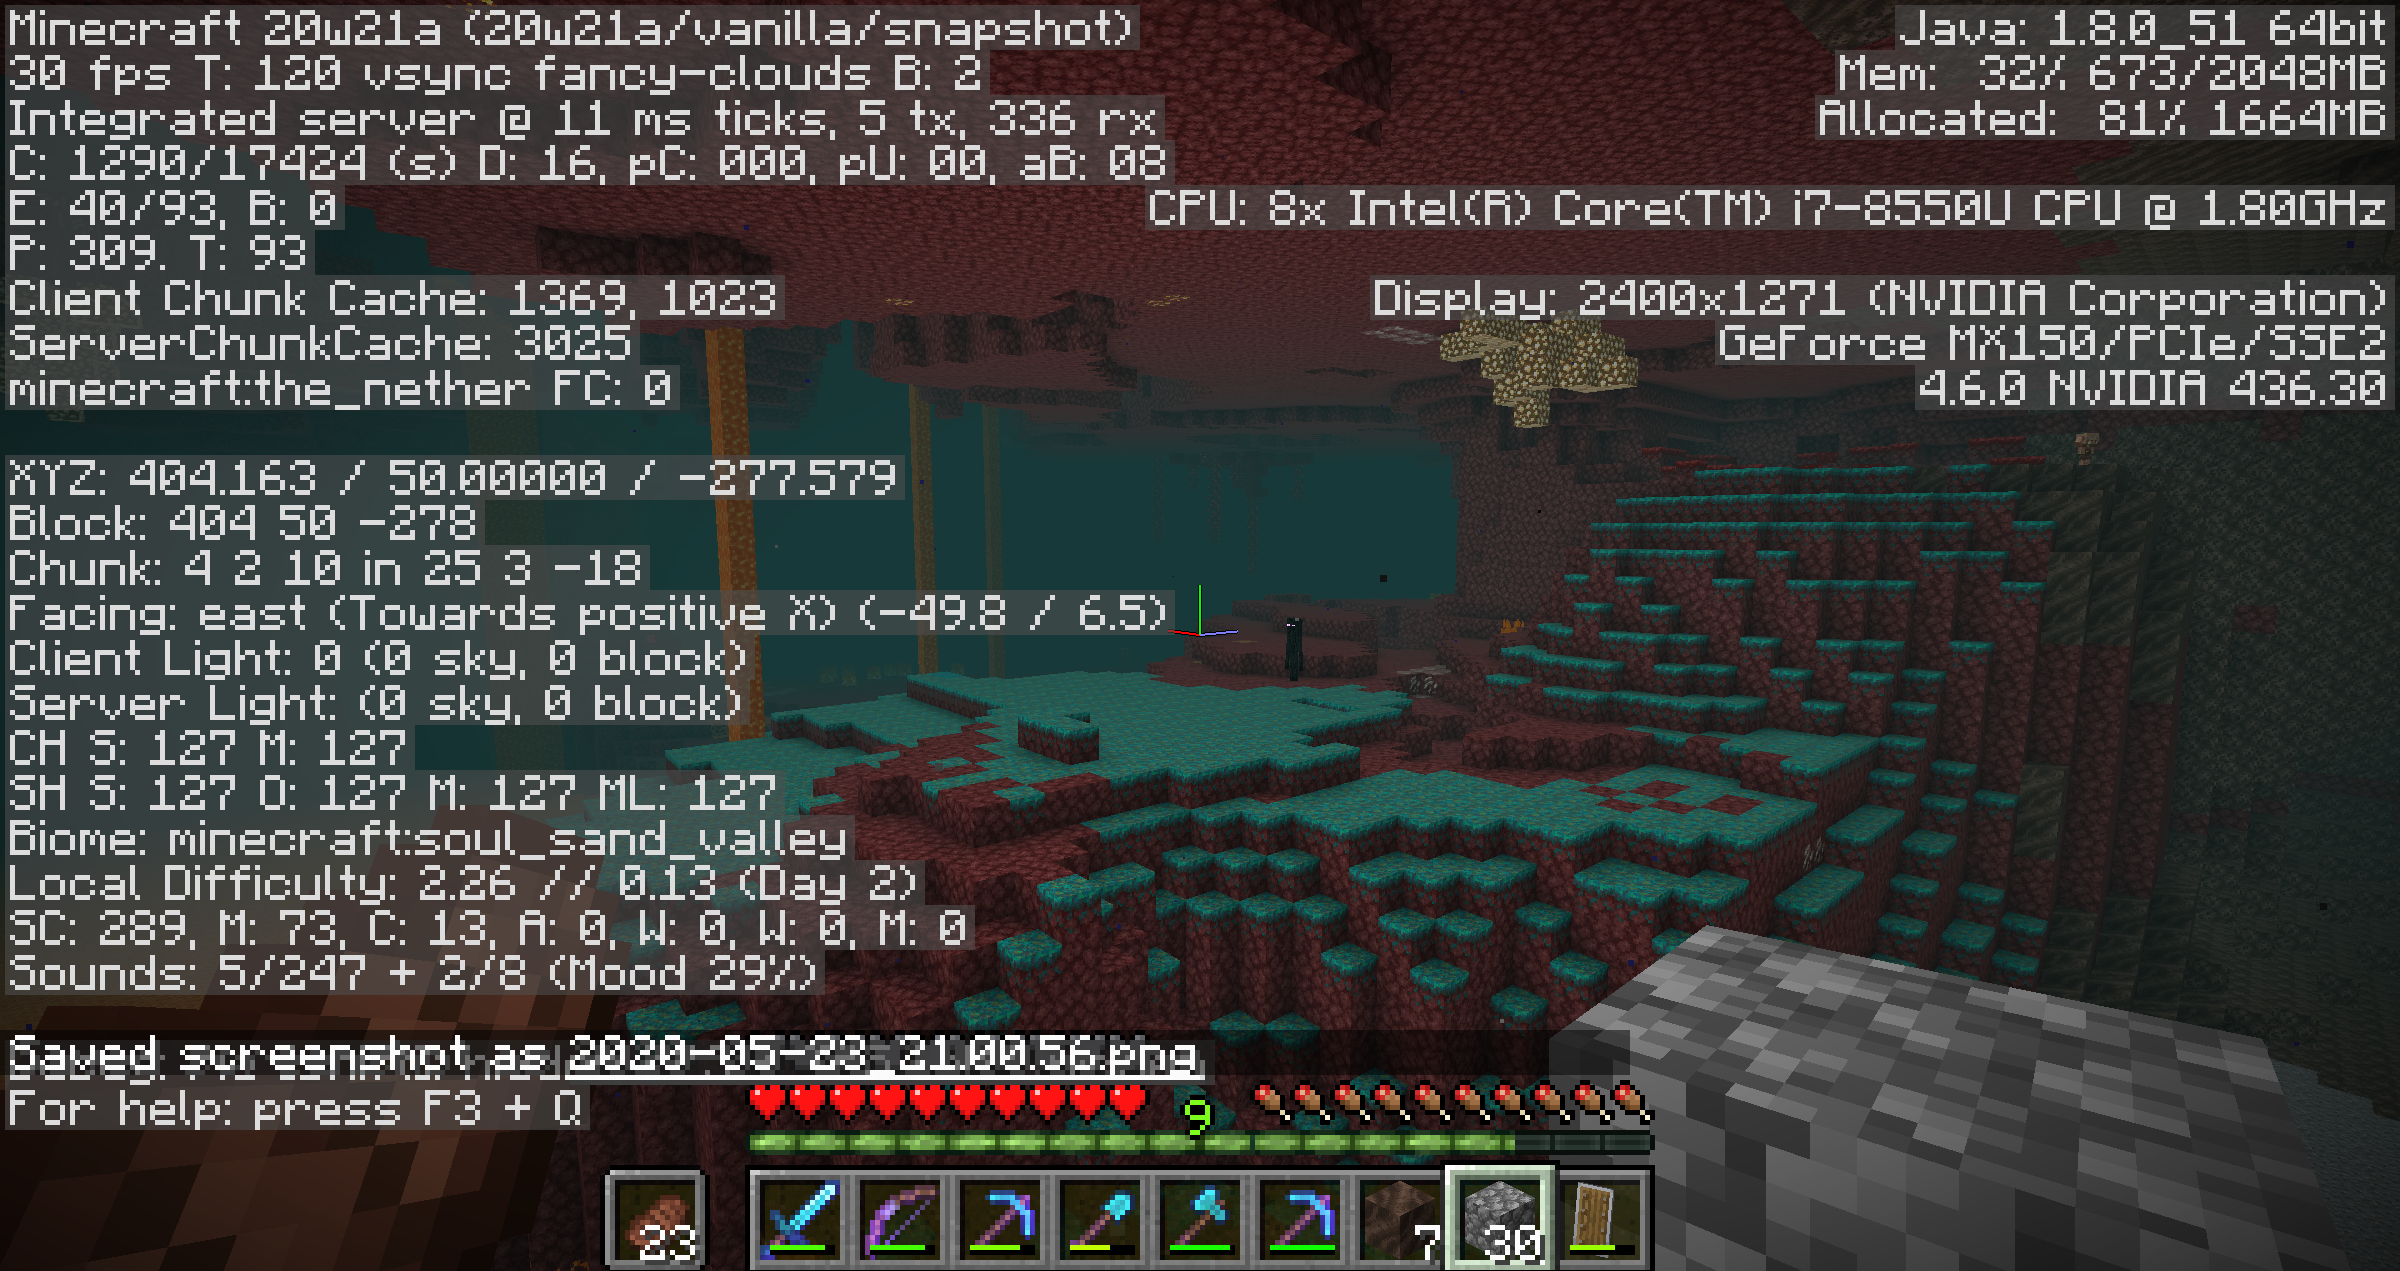 Minecraft 20w21a (20w21a/vanilla/snapshot)
30 fps T: 120 vsync fancy-clouds B: 2
Integrated server @ 11 ms ticks, 5 tx, 336 rx
C: 1290/17424 (s) D: 16, pC: 000, pU: 00, aB: 08
E: 40/93, B: 0
P: 309. T: 93
Client Chunk Cache: 1369, 1023
ServerChunkCache: 3025
minecraft:the_nether FC: 0
XYZ: 404.163 / 50.00000 / -277.579
Block: 404 50 -278
Chunk: 4 2 10 in 25 3 -18
Facing: east (Towards positive X) (-49.8 / 6.5)
Client Light: 0 (0 sky, 0 block)
Server Light: (0 sky, 0 block)
CH S: 127 M: 127
SH S: 127 O: 127 M: 127 ML: 127
Biome: minecraft:soul_sand_valley
Local Difficulty: 2.26 // 0.13 (Day 2)
SC: 289, M: 73, C: 13, A: 0, W: 0, W: 0, M: 0
Sounds: 5/247 + 2/8 (Mood 29%)
Java: 1.8.0_51 64bit
Mem: 32% 673/2048MB
Allocated: 81% 1664MB
CPU: 8x Intel(R) Core(TM) i7-8550U CPU @ 1.80GHz
Display: 2400x1271 (NVIDIA Corporation)
GeForce MX150/PCIe/SSE2
4.6.0 NVIDIA 436.30
Saved screenshot as 2020-05-23_21.00.56.png
For help: press F3 + Q
9
23
7
30